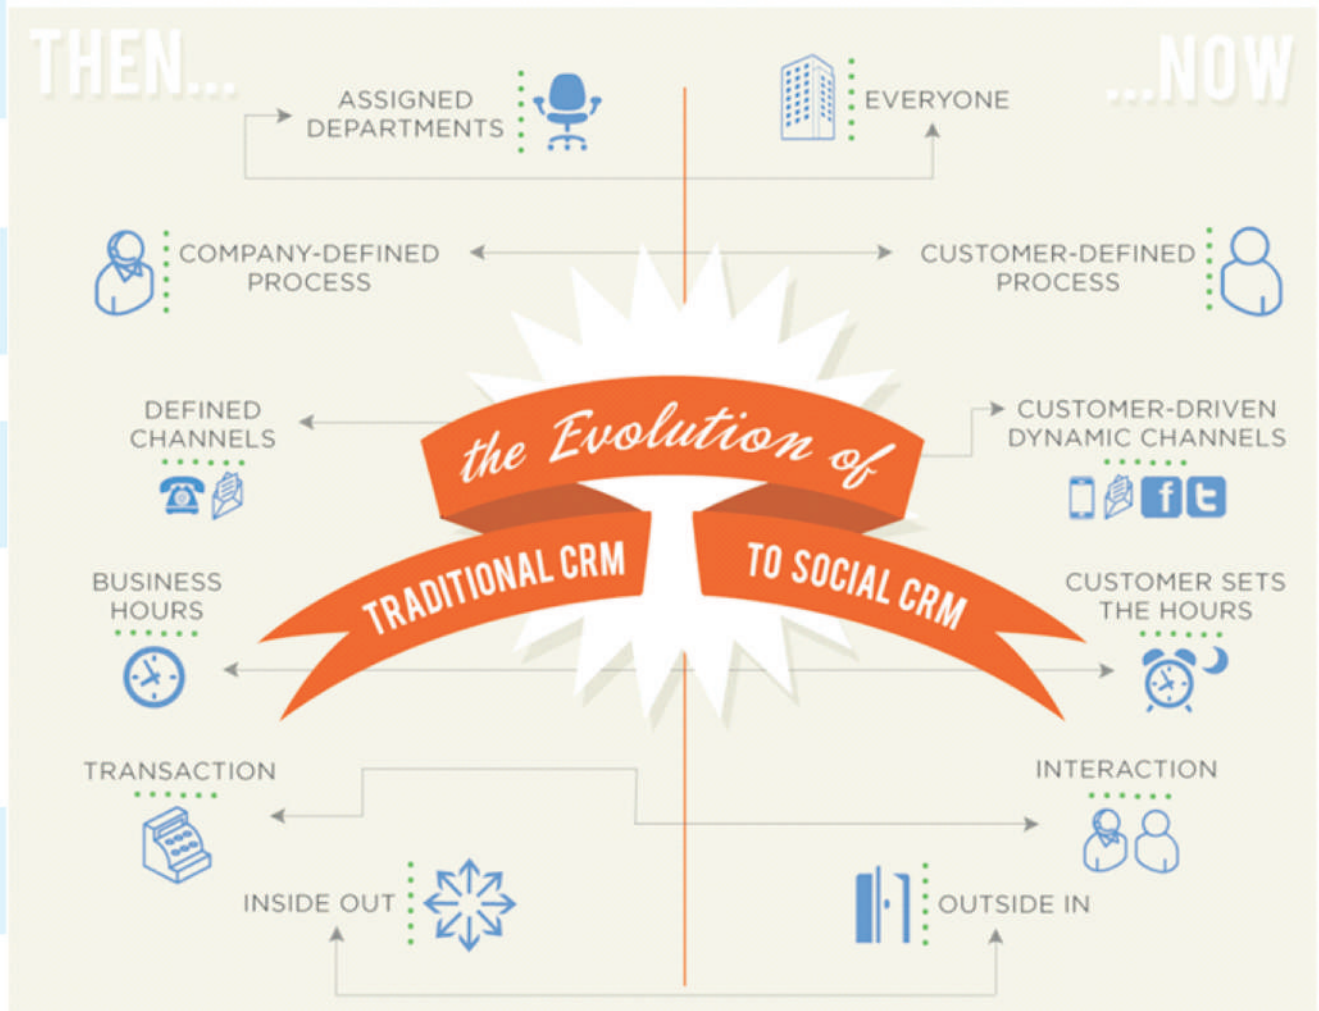 THEN...
...NOW
ASSIGNED
DEPARTMENTS
EVERYONE
COMPANY-DEFINED
PROCESS
CUSTOMER-DEFINED
PROCESS
DEFINED
CHANNELS
CUSTOMER-DRIVEN
DYNAMIC CHANNELS
f t
the Evolution of
TRADITIONAL CRM
TO SOCIAL CRM
BUSINESS
HOURS
CUSTOMER SETS
THE HOURS
TRANSACTION
INTERACTION
INSIDE OUT
OUTSIDE IN